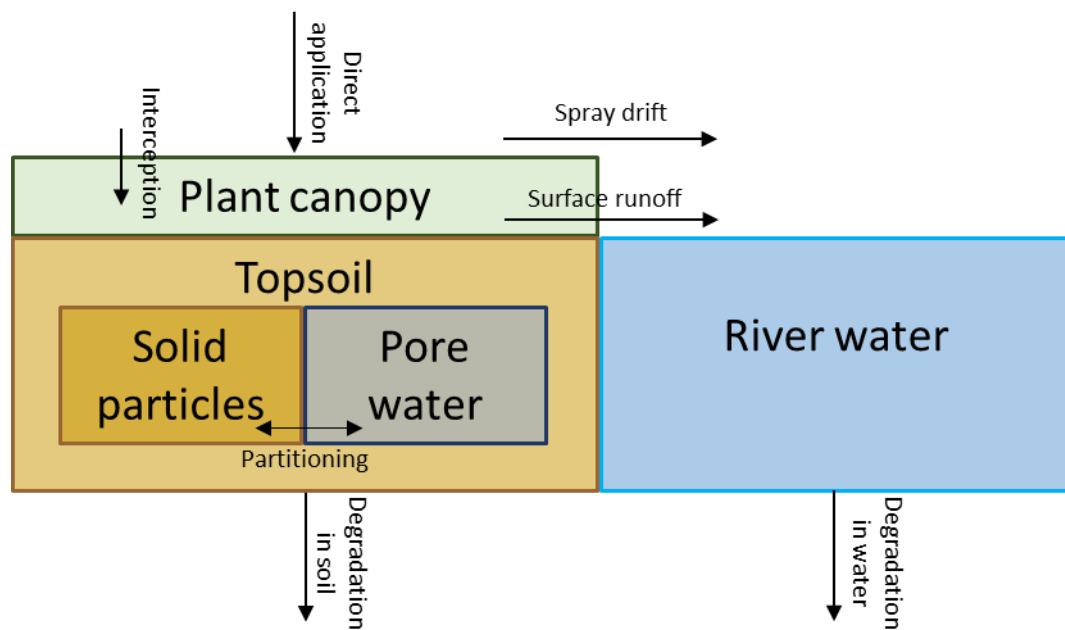 Direct
application
Interception
Spray drift
Plant canopy
Surface runoff
Topsoil
Solid
particles
Pore
water
Partitioning
River water
Degradation
in soil
Degradation
in water